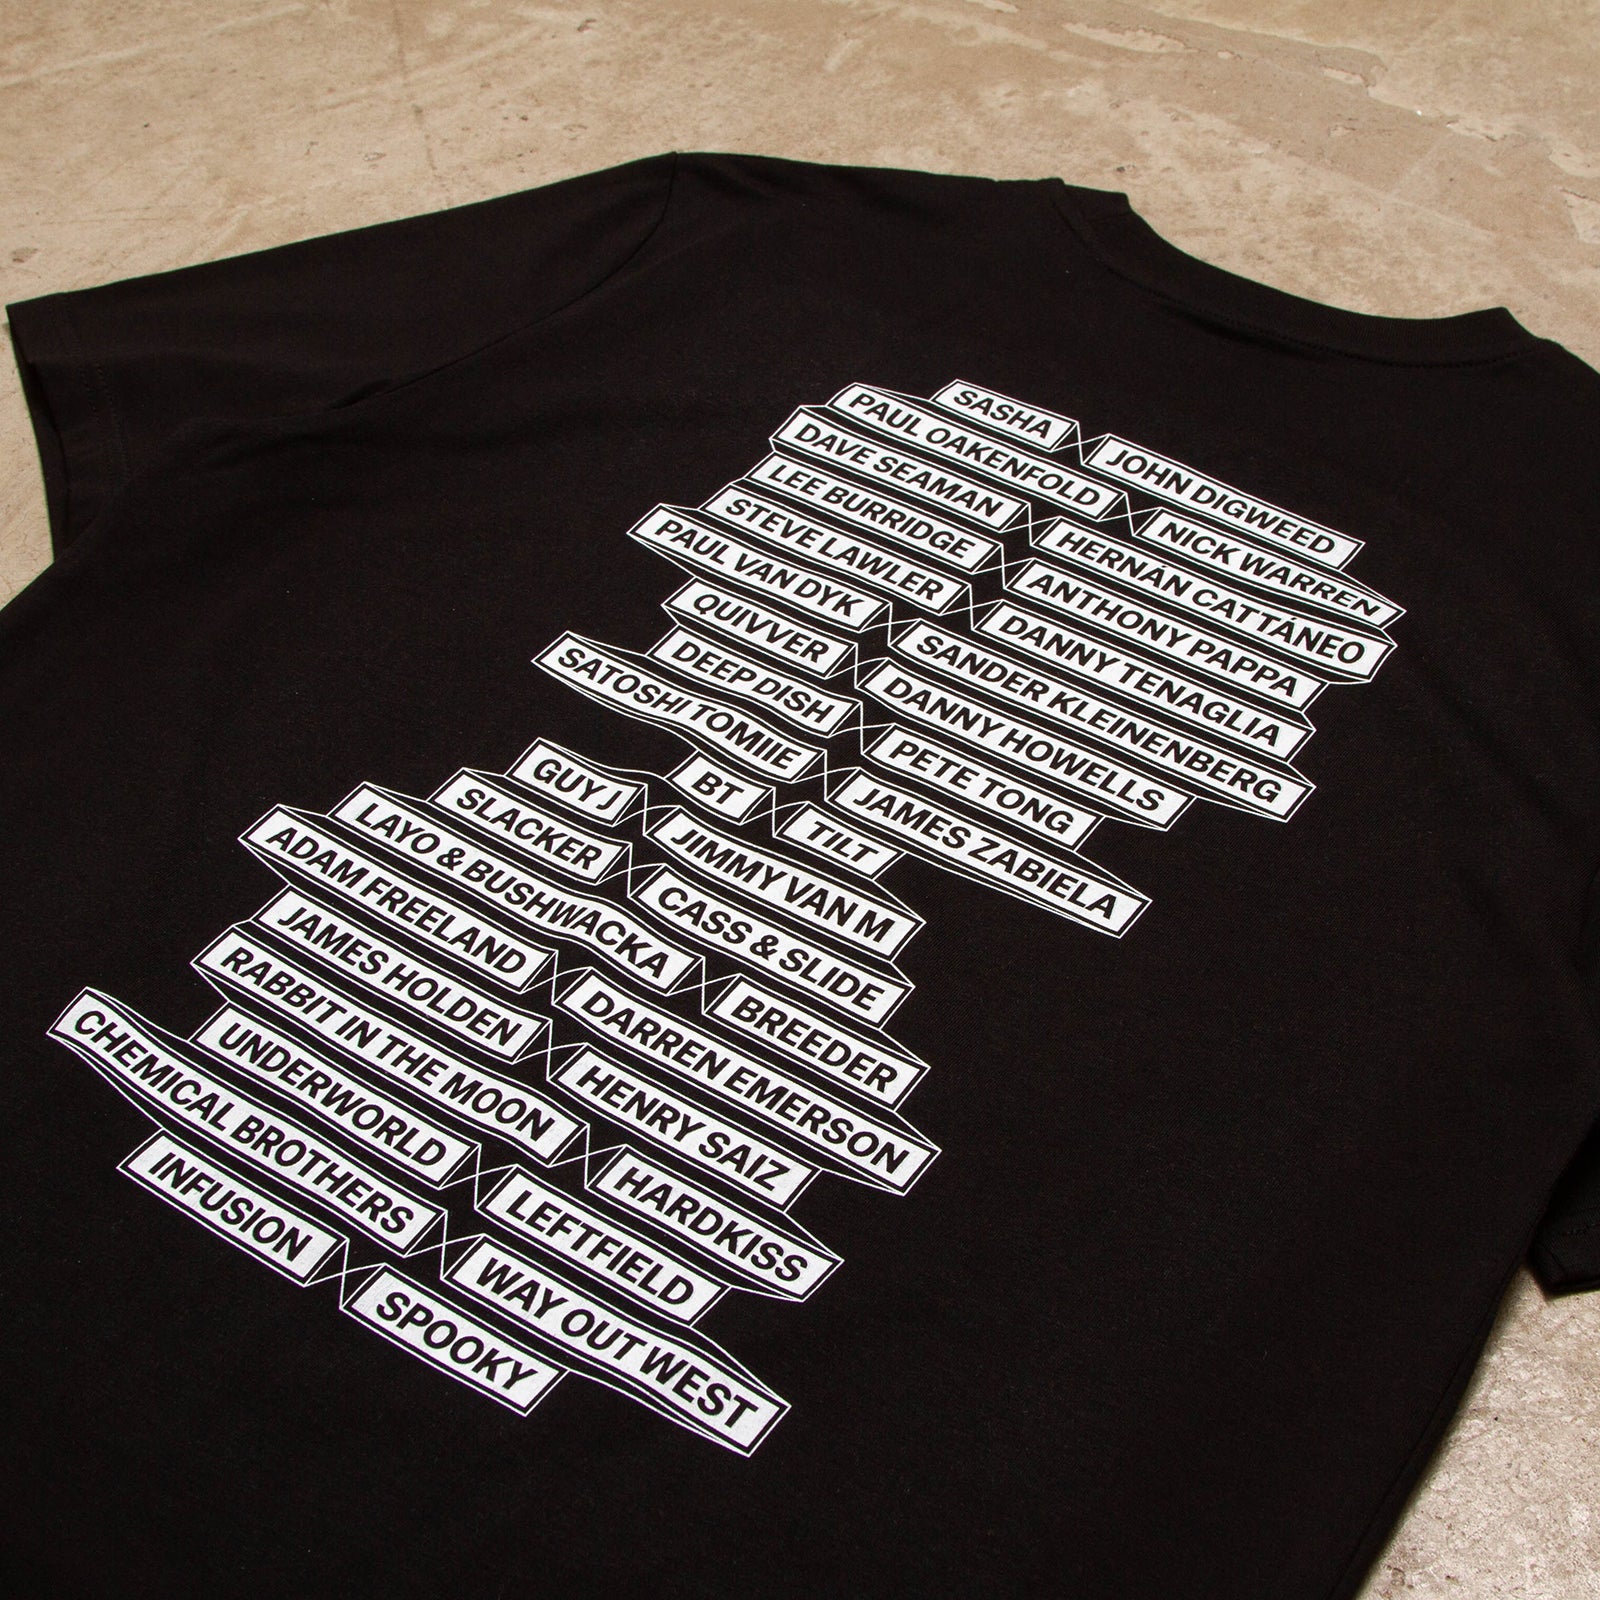 SASHA JOHN DIGWEED
PAUL OAKENFOLD NICK WARREN
DAVE SEAMAN HERNÁN CATTÁNEO
LEE BURRIDGE ANTHONY PAPPA
STEVE LAWLER DANNY TENAGLIA
PAUL VAN DYK SANDER KLEINENBERG
QUIVVER DANNY HOWELLS
DEEP DISH PETE TONG
SATOSHI TOMIIE JAMES ZABIELA
BT TILT
GUY J JIMMY VAN M
SLACKER CASS & SLIDE
LAYO & BUSHWACKA BREEDER
ADAM FREELAND DARREN EMERSON
JAMES HOLDEN HENRY SAIZ
RABBIT IN THE MOON HARDKISS
UNDERWORLD LEFTFIELD
CHEMICAL BROTHERS WAY OUT WEST
INFUSION SPOOKY